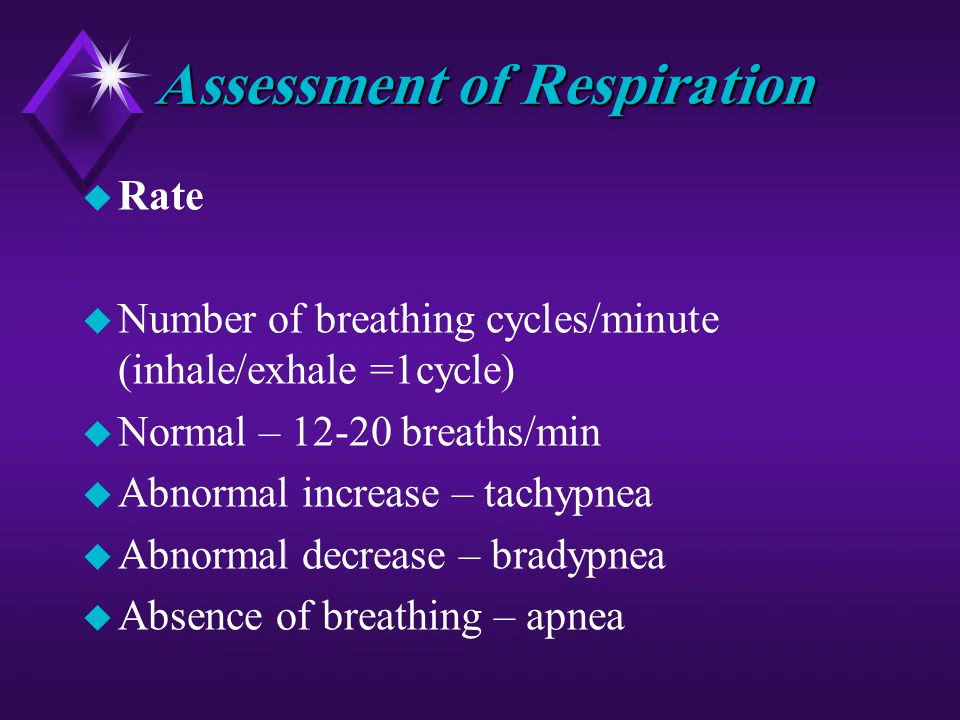 Assessment of Respiration
Rate
Number of breathing cycles/minute
(inhale/exhale =1cycle)
Normal – 12-20 breaths/min
Abnormal increase – tachypnea
Abnormal decrease – bradypnea
Absence of breathing – apnea